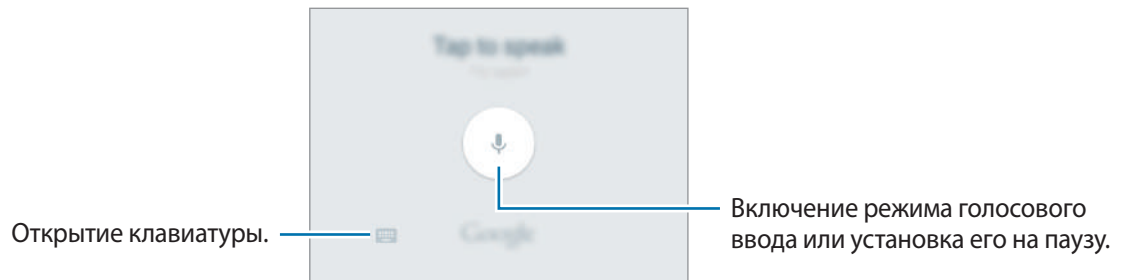 Tap to speak
Открытие клавиатуры.
Google
Включение режима голосового
ввода или установка его на паузу.